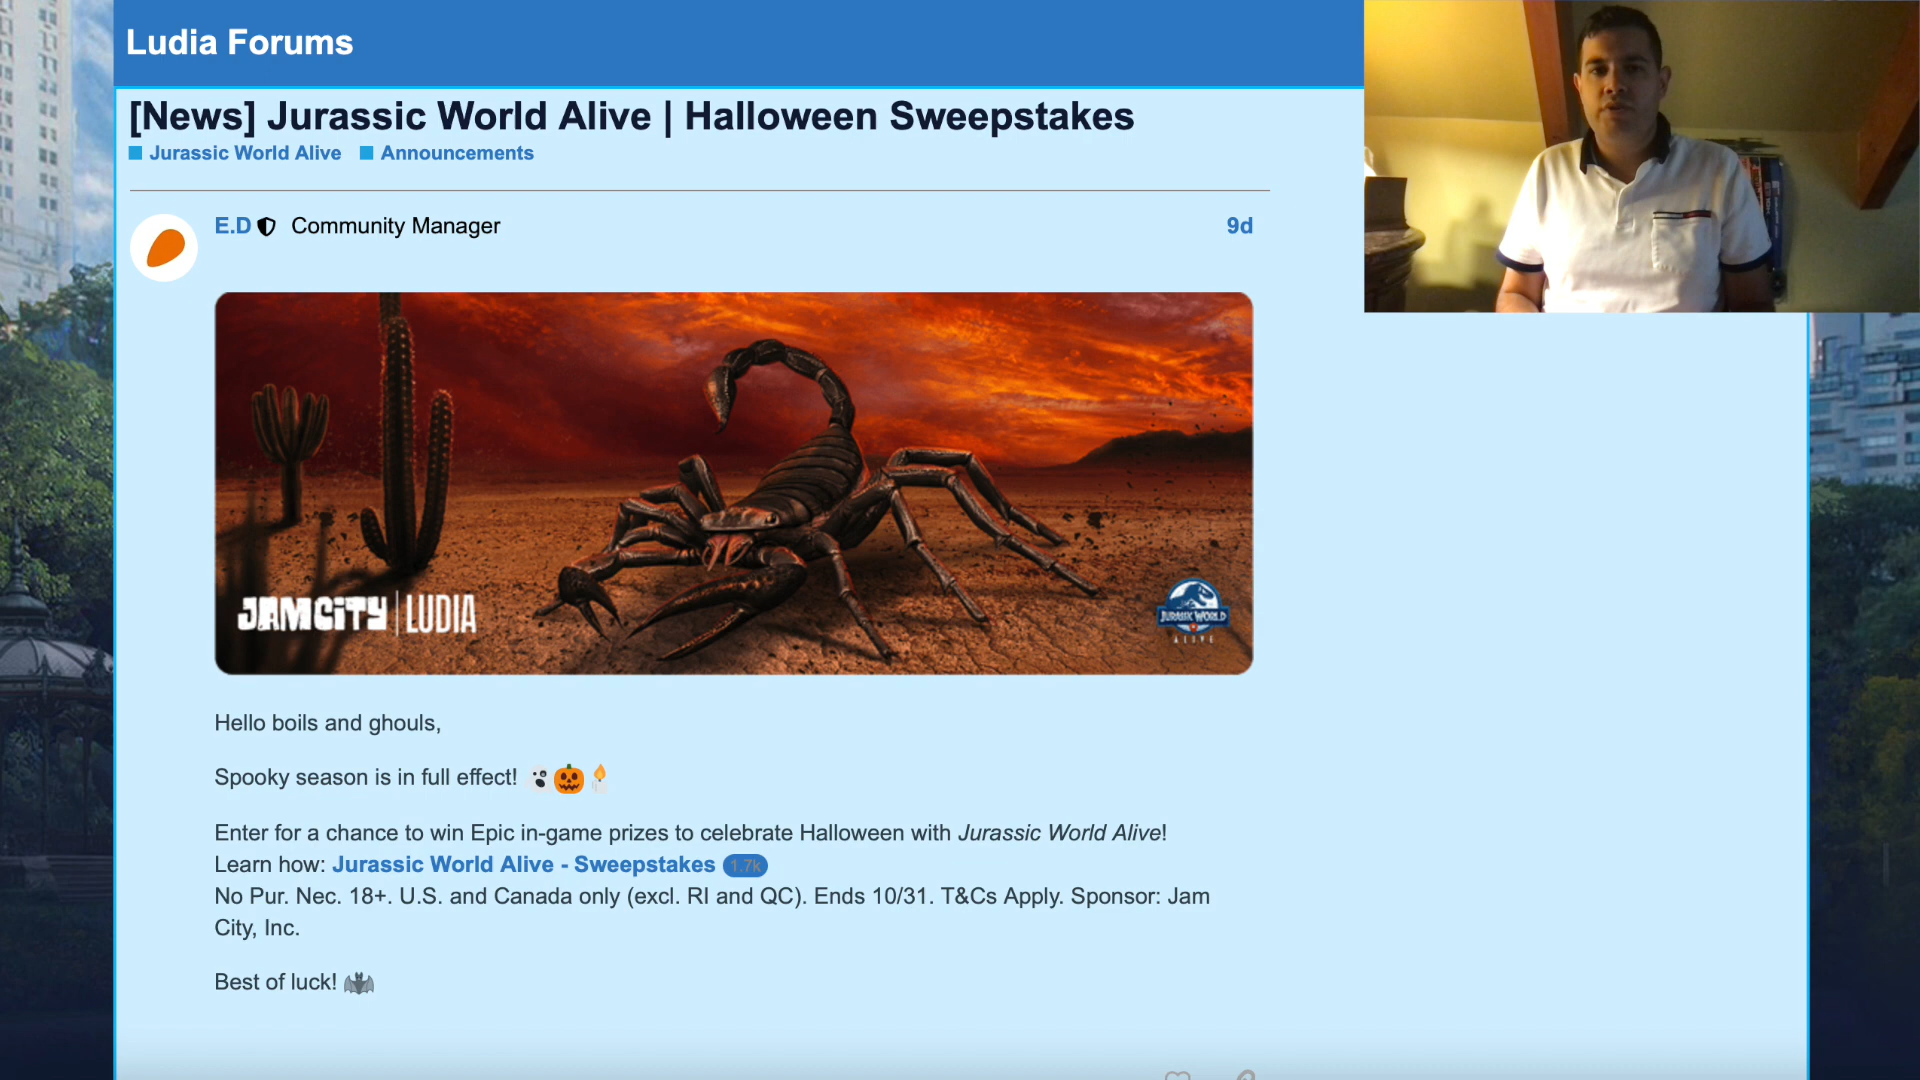 Ludia Forums
[News] Jurassic World Alive | Halloween Sweepstakes
Jurassic World Alive Announcements
E.D Community Manager 9d
JAMCITY | LUDIA
JURASSIC WORLD
ALIVE
Hello boils and ghouls,
Spooky season is in full effect!
Enter for a chance to win Epic in-game prizes to celebrate Halloween with Jurassic World Alive!
Learn how: Jurassic World Alive - Sweepstakes 1.7k
No Pur. Nec. 18+. U.S. and Canada only (excl. RI and QC). Ends 10/31. T&Cs Apply. Sponsor: Jam
City, Inc.
Best of luck!